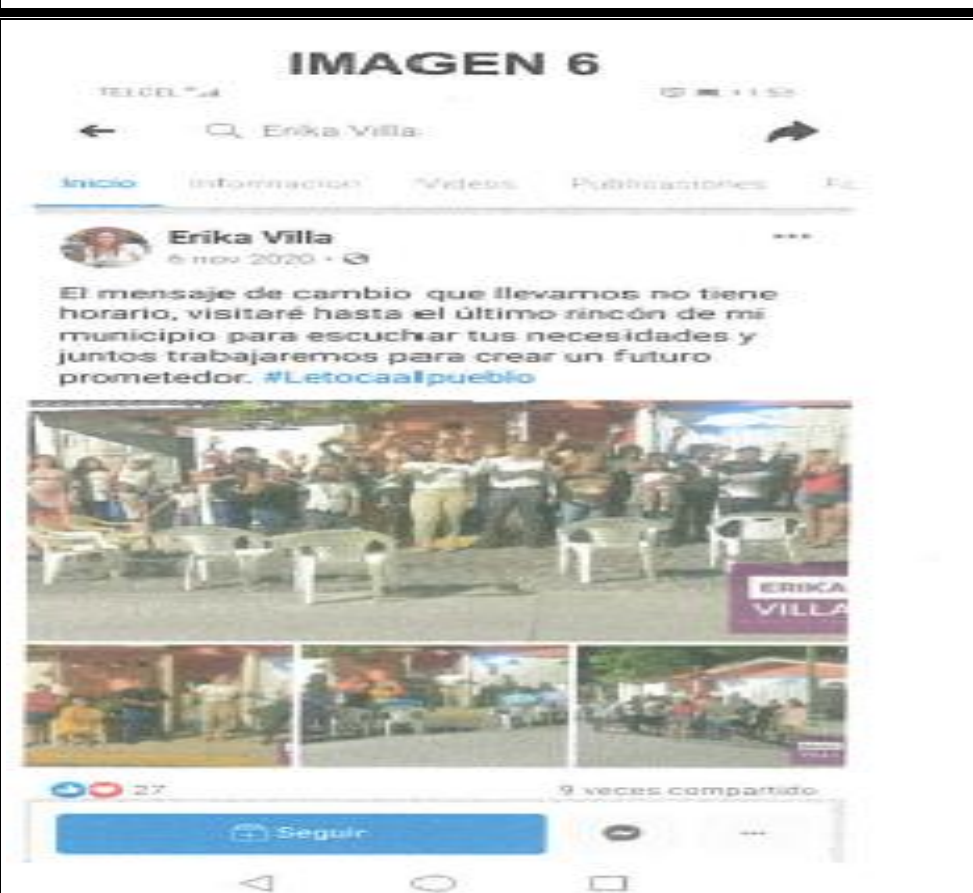 IMAGEN 6
TELCEL
Erika Villa
Inicio Informacion Videos Publicaciones Fo
Erika Villa
6 nov 2020 ·
El mensaje de cambio que llevamos no tiene
horario, visitaré hasta el último rincón de mi
municipio para escuchar tus necesidades y
juntos trabajaremos para crear un futuro
prometedor. #Letocaalpueblo
ERIKA
VILLA
27
9 veces compartido
Seguir